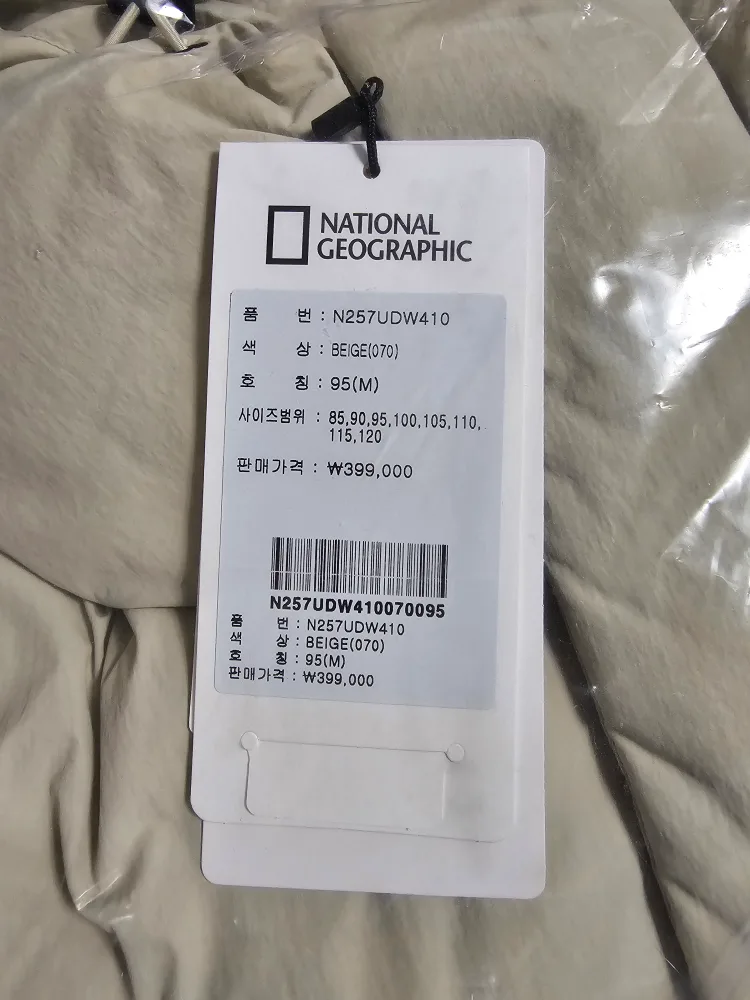 NATIONAL
GEOGRAPHIC
품 번 : N257UDW410
색 상 : BEIGE(070)
호 칭 : 95(M)
사이즈범위 : 85,90,95,100,105,110,
115,120
판매가격 : ₩399,000
N257UDW410070095
품 번 : N257UDW410
색 상 : BEIGE(070)
호 칭 : 95(M)
판매가격 : ₩399,000